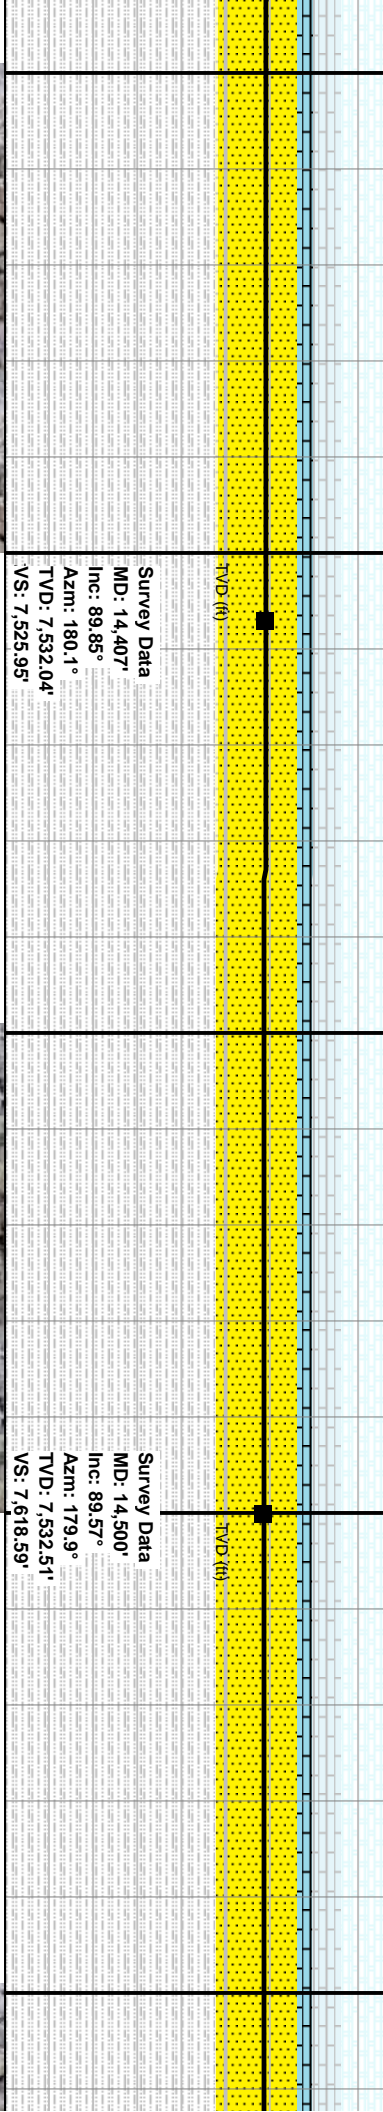 TVD (ft)
Survey Data
MD: 14,407'
Inc: 89.85°
Azm: 180.1°
TVD: 7,532.04'
VS: 7,525.95'
TVD (ft)
Survey Data
MD: 14,500'
Inc: 89.57°
Azm: 179.9°
TVD: 7,532.51'
VS: 7,618.59'